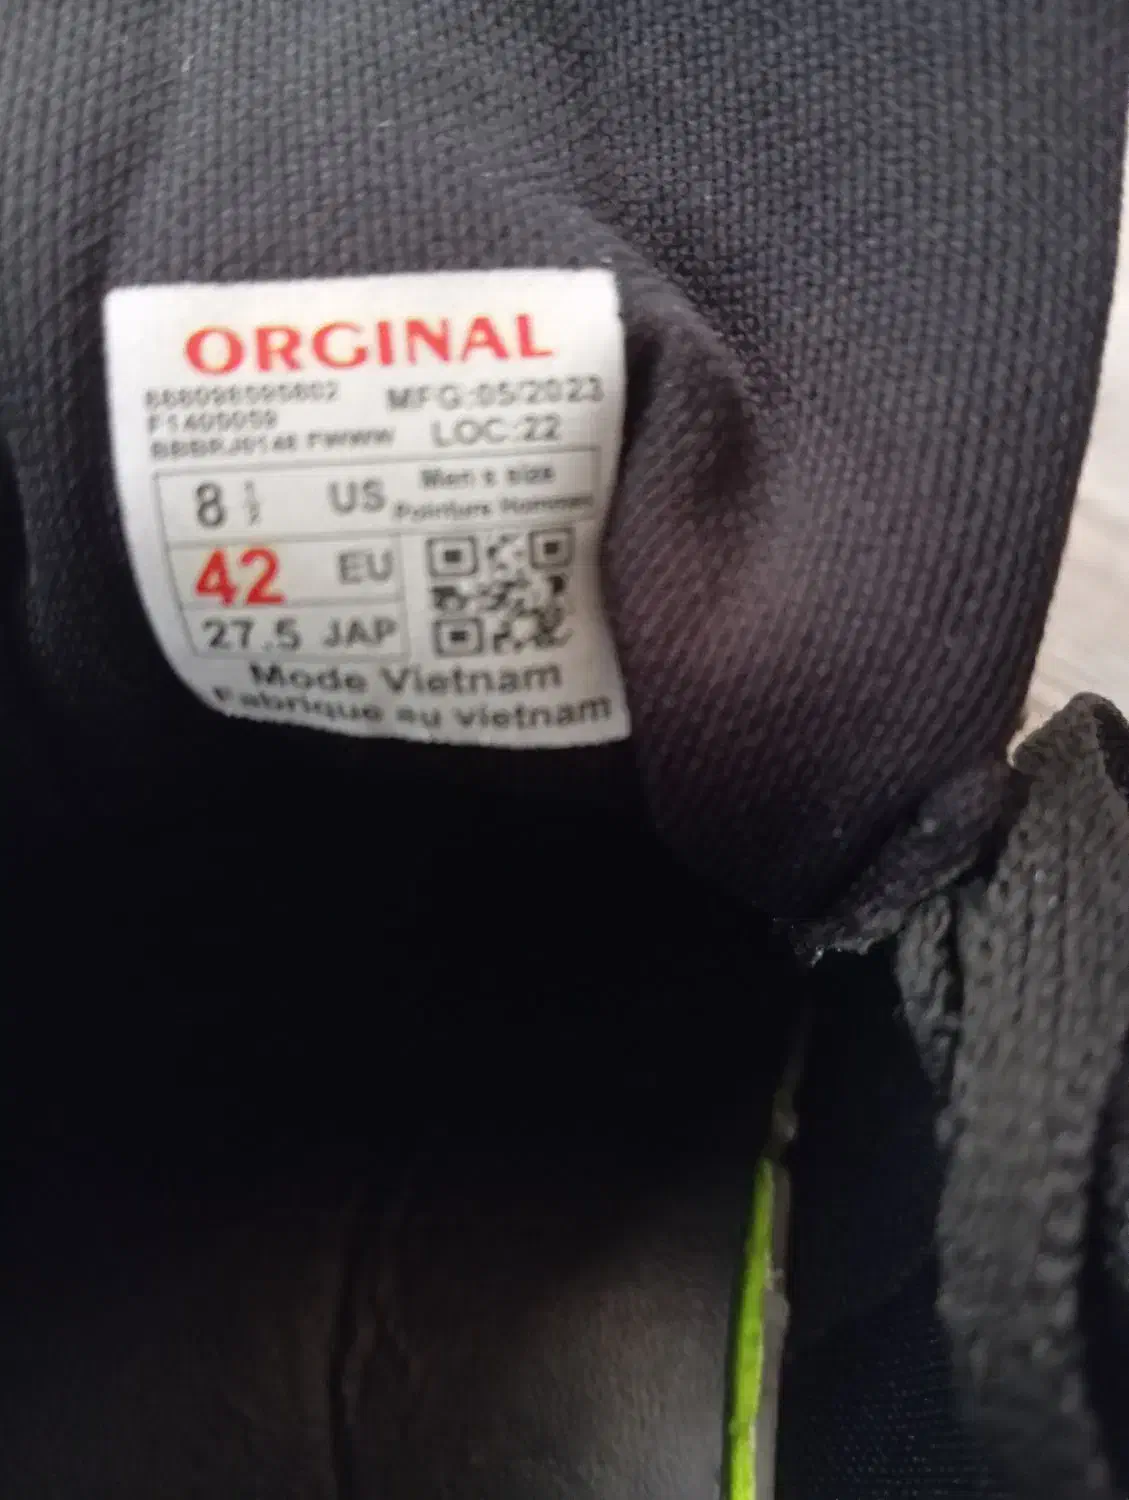 ORGINAL
MFG:05/2023
F1400059
LOC:22
8 1/2 US Men s size
Pointure Hommes
42 EU
27.5 JAP
Mode Vietnam
Fabrique au vietnam